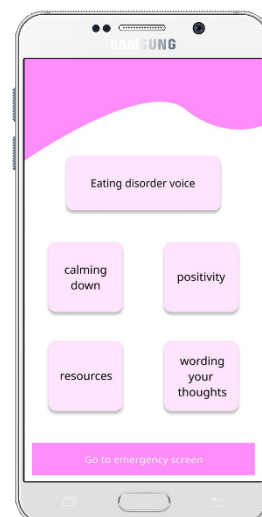 SAMSUNG
Eating disorder voice
calming
down
positivity
resources
wording
your
thoughts
Go to emergency screen